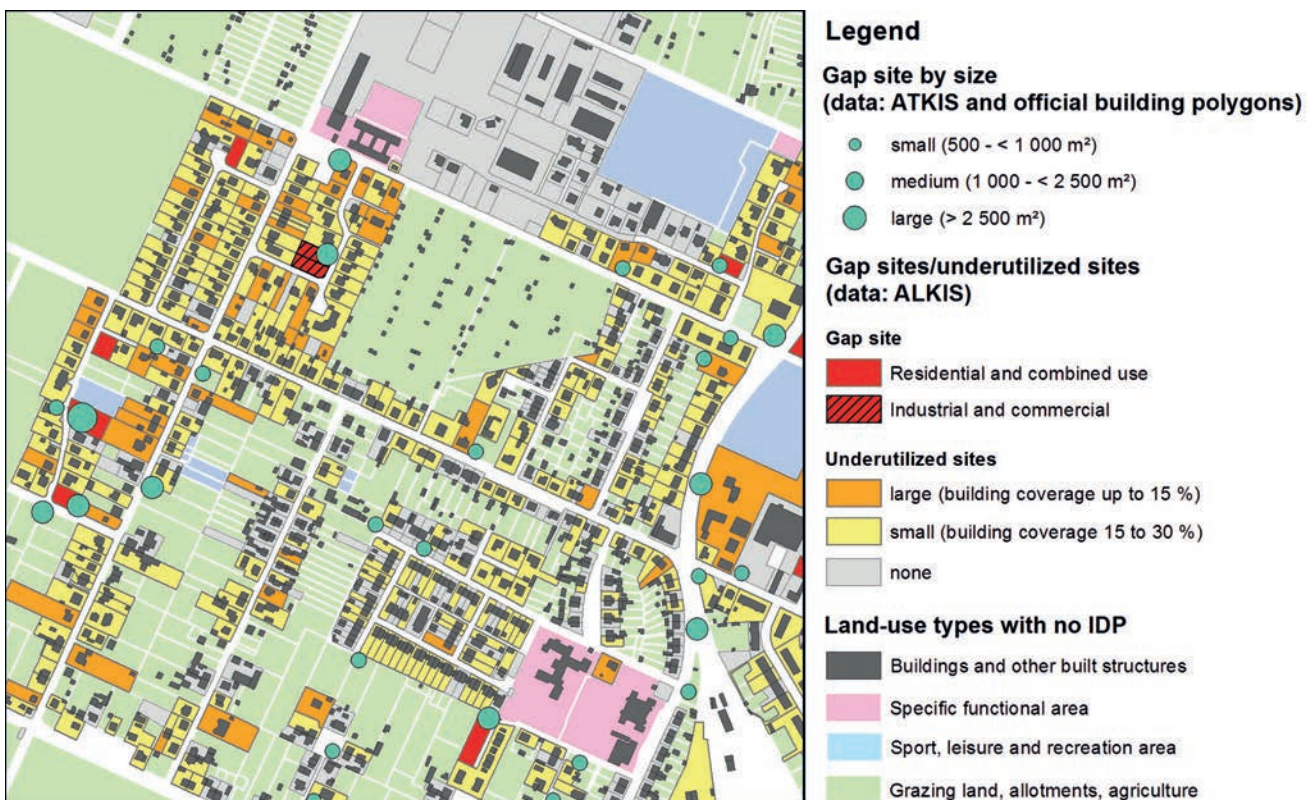 Legend
Gap site by size
(data: ATKIS and official building polygons)
small (500 - < 1 000 m²)
medium (1 000 - < 2 500 m²)
large (> 2 500 m²)
Gap sites/underutilized sites
(data: ALKIS)
Gap site
Residential and combined use
Industrial and commercial
Underutilized sites
large (building coverage up to 15 %)
small (building coverage 15 to 30 %)
none
Land-use types with no IDP
Buildings and other built structures
Specific functional area
Sport, leisure and recreation area
Grazing land, allotments, agriculture